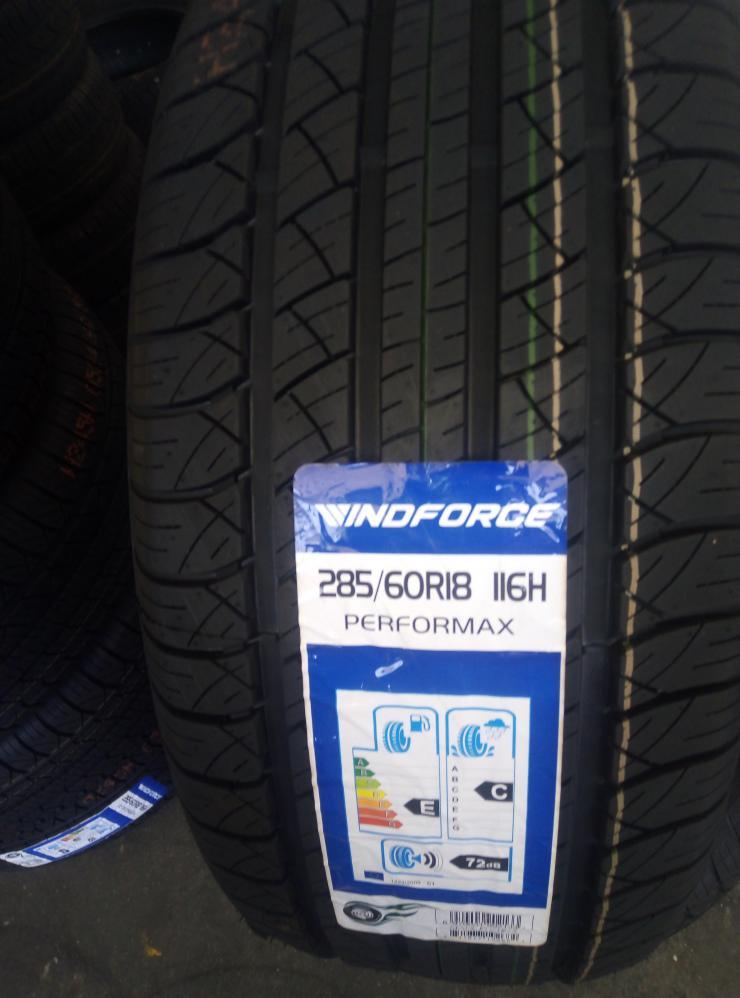 WINDFORCE
285/60R18 116H
PERFORMAX
A
B
C
D
E
F
G
E
A
B
C
D
E
F
G
C
72dB